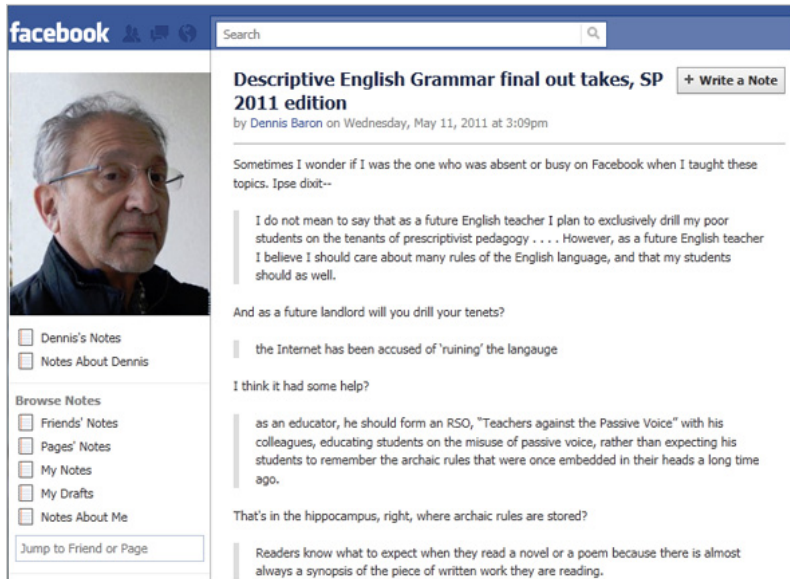 facebook
Search
Descriptive English Grammar final out takes, SP
2011 edition
+ Write a Note
by Dennis Baron on Wednesday, May 11, 2011 at 3:09pm
Sometimes I wonder if I was the one who was absent or busy on Facebook when I taught these
topics. Ipse dixit--
I do not mean to say that as a future English teacher I plan to exclusively drill my poor
students on the tenants of prescriptivist pedagogy . . . . However, as a future English teacher
I believe I should care about many rules of the English language, and that my students
should as well.
And as a future landlord will you drill your tenets?
the Internet has been accused of 'ruining' the langauge
I think it had some help?
as an educator, he should form an RSO, "Teachers against the Passive Voice" with his
colleagues, educating students on the misuse of passive voice, rather than expecting his
students to remember the archaic rules that were once embedded in their heads a long time
ago.
That's in the hippocampus, right, where archaic rules are stored?
Readers know what to expect when they read a novel or a poem because there is almost
always a synopsis of the piece of written work they are reading.
Dennis's Notes
Notes About Dennis
Browse Notes
Friends' Notes
Pages' Notes
My Notes
My Drafts
Notes About Me
Jump to Friend or Page